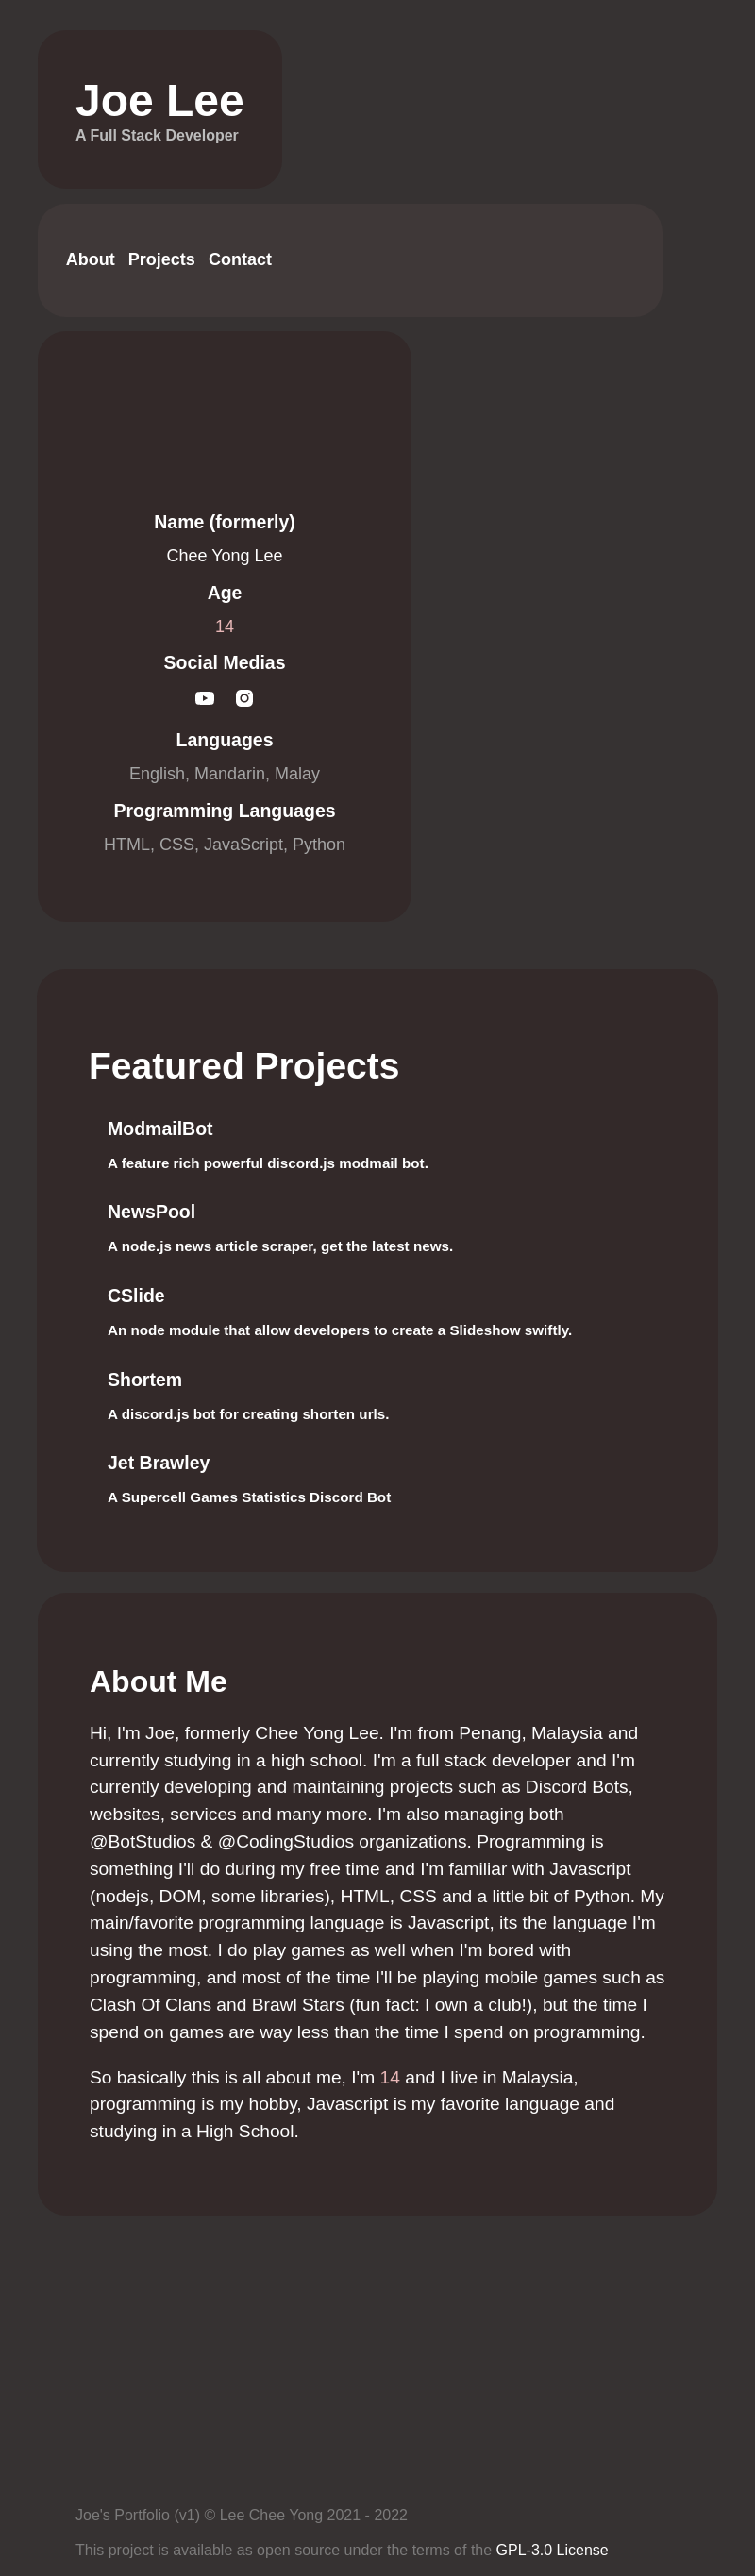 Joe Lee
A Full Stack Developer
About Projects Contact
Name (formerly)
Chee Yong Lee
Age
14
Social Medias
Languages
English, Mandarin, Malay
Programming Languages
HTML, CSS, JavaScript, Python
Featured Projects
ModmailBot
A feature rich powerful discord.js modmail bot.
NewsPool
A node.js news article scraper, get the latest news.
CSlide
An node module that allow developers to create a Slideshow swiftly.
Shortem
A discord.js bot for creating shorten urls.
Jet Brawley
A Supercell Games Statistics Discord Bot
About Me
Hi, I'm Joe, formerly Chee Yong Lee. I'm from Penang, Malaysia and
currently studying in a high school. I'm a full stack developer and I'm
currently developing and maintaining projects such as Discord Bots,
websites, services and many more. I'm also managing both
@BotStudios & @CodingStudios organizations. Programming is
something I'll do during my free time and I'm familiar with Javascript
(nodejs, DOM, some libraries), HTML, CSS and a little bit of Python. My
main/favorite programming language is Javascript, its the language I'm
using the most. I do play games as well when I'm bored with
programming, and most of the time I'll be playing mobile games such as
Clash Of Clans and Brawl Stars (fun fact: I own a club!), but the time I
spend on games are way less than the time I spend on programming.
So basically this is all about me, I'm 14 and I live in Malaysia,
programming is my hobby, Javascript is my favorite language and
studying in a High School.
Joe's Portfolio (v1) © Lee Chee Yong 2021 - 2022
This project is available as open source under the terms of the GPL-3.0 License